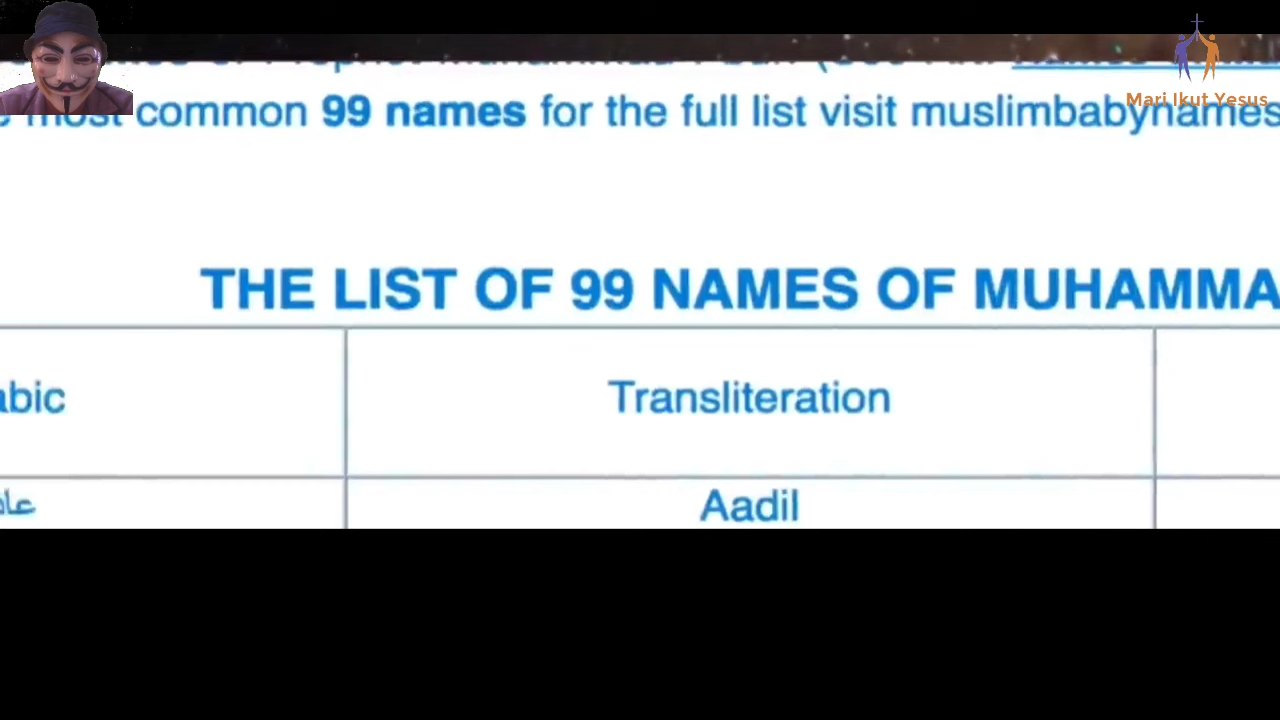 Mari Ikut Yesus
most common 99 names for the full list visit muslimbabynames
THE LIST OF 99 NAMES OF MUHAMMA
abic
Transliteration
Aadil